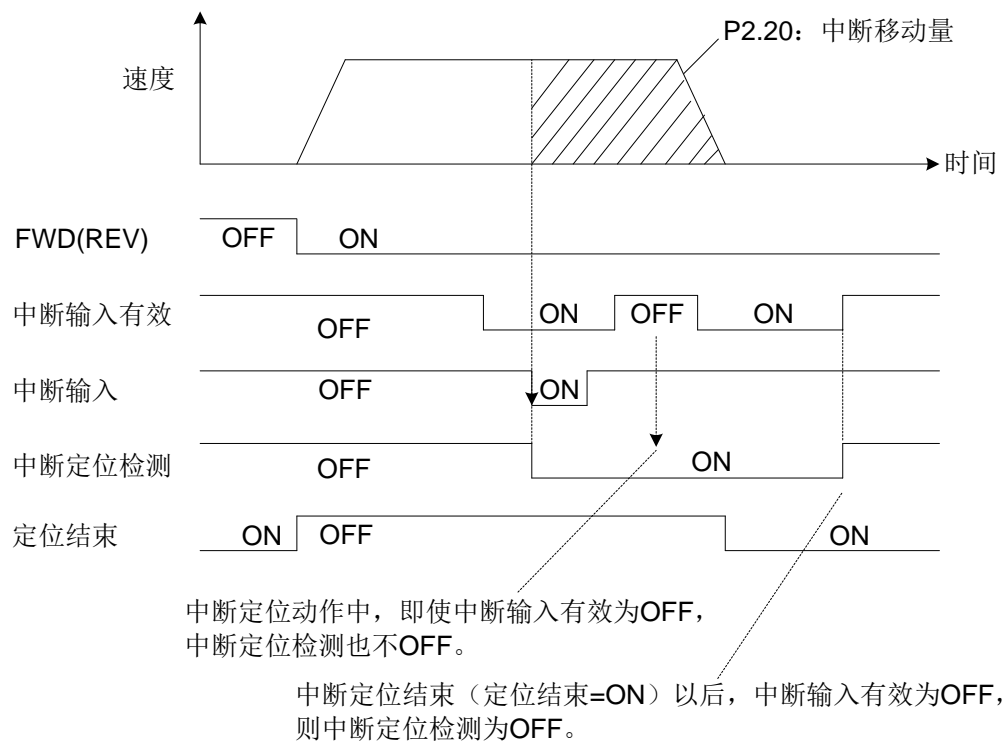 P2.20：中断移动量
速度
时间
FWD(REV) OFF ON
中断输入有效 OFF ON OFF ON
中断输入 OFF ON
中断定位检测 OFF ON
定位结束 ON OFF ON
中断定位动作中，即使中断输入有效为OFF，
中断定位检测也不OFF。
中断定位结束（定位结束=ON）以后，中断输入有效为OFF，
则中断定位检测为OFF。